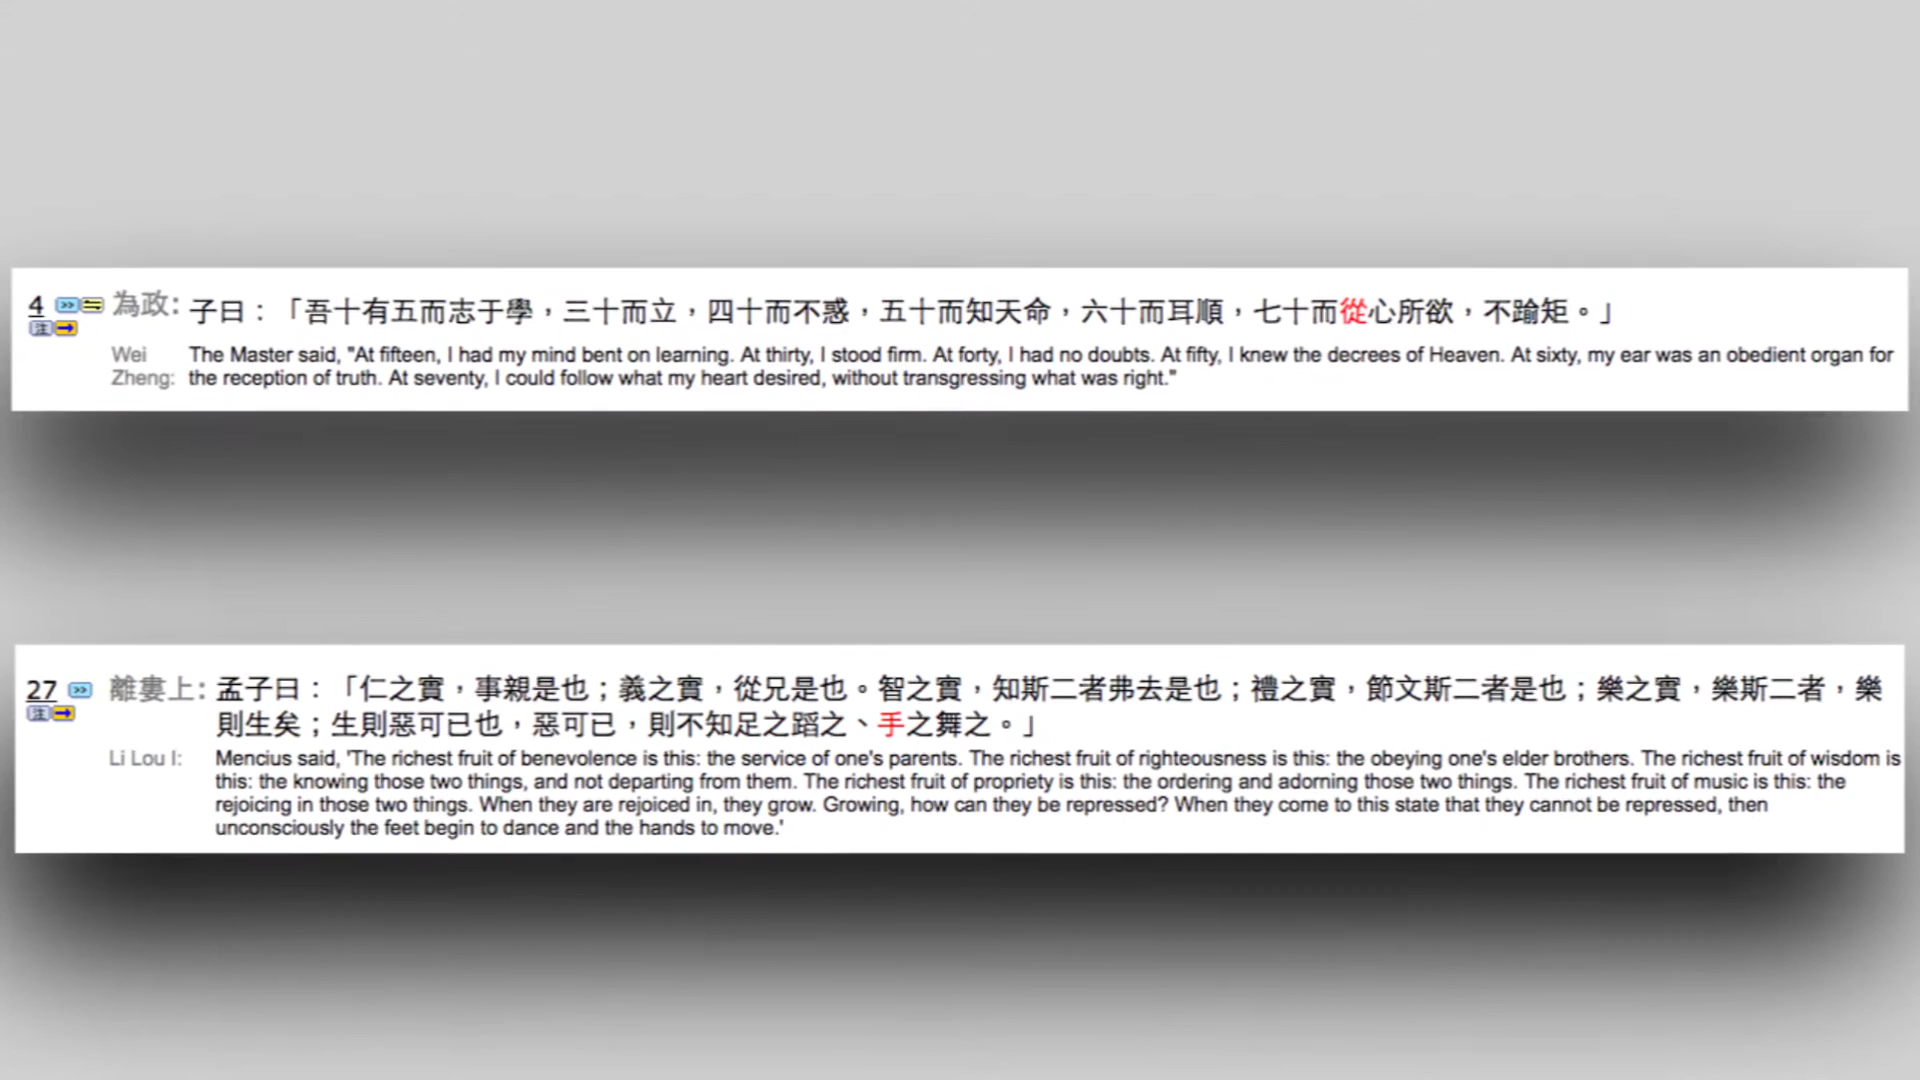 4 為政: 子曰：「吾十有五而志于學，三十而立，四十而不惑，五十而知天命，六十而耳順，七十而從心所欲，不踰矩。」
注
Wei The Master said, "At fifteen, I had my mind bent on learning. At thirty, I stood firm. At forty, I had no doubts. At fifty, I knew the decrees of Heaven. At sixty, my ear was an obedient organ for
Zheng: the reception of truth. At seventy, I could follow what my heart desired, without transgressing what was right."
27 離婁上: 孟子曰：「仁之實，事親是也；義之實，從兄是也。智之實，知斯二者弗去是也；禮之實，節文斯二者是也；樂之實，樂斯二者，樂
注 則生矣；生則惡可已也，惡可已，則不知足之蹈之、手之舞之。」
Li Lou I: Mencius said, 'The richest fruit of benevolence is this: the service of one's parents. The richest fruit of righteousness is this: the obeying one's elder brothers. The richest fruit of wisdom is
this: the knowing those two things, and not departing from them. The richest fruit of propriety is this: the ordering and adorning those two things. The richest fruit of music is this: the
rejoicing in those two things. When they are rejoiced in, they grow. Growing, how can they be repressed? When they come to this state that they cannot be repressed, then
unconsciously the feet begin to dance and the hands to move.'